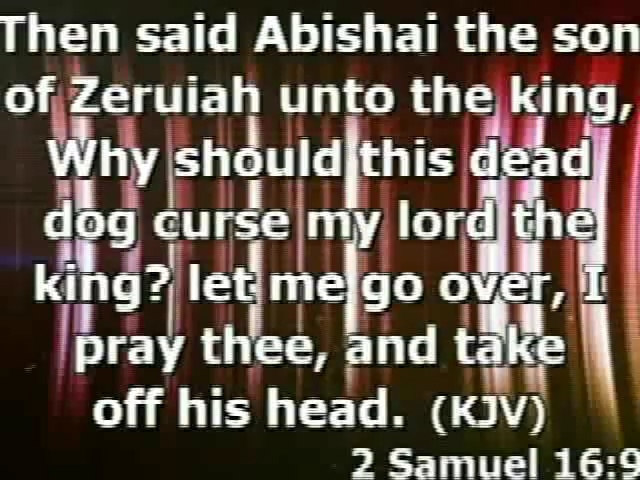 Then said Abishai the son
of Zeruiah unto the king,
Why should this dead
dog curse my lord the
king? let me go over, I
pray thee, and take
off his head. (KJV)
2 Samuel 16:9